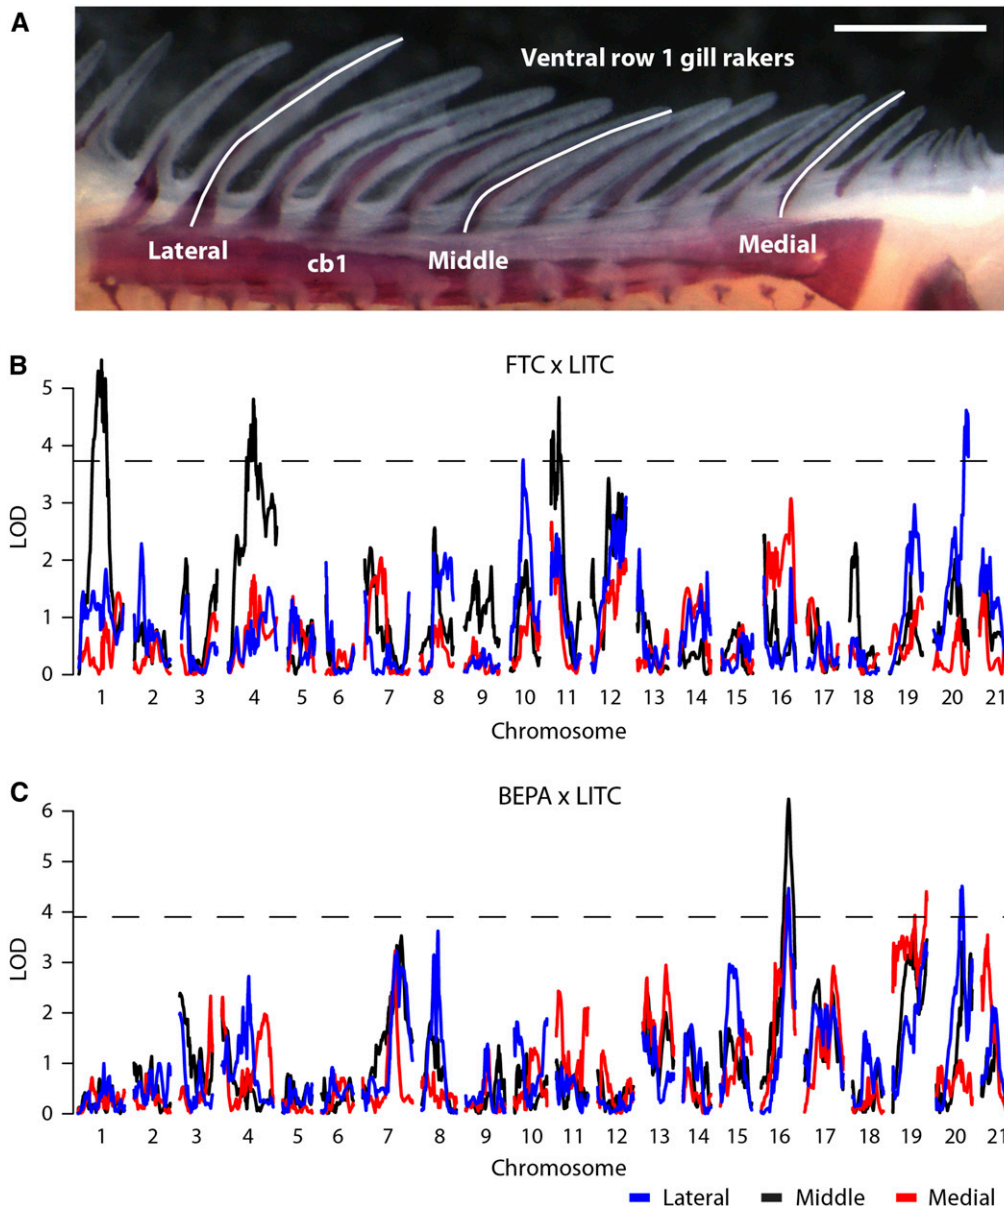 A
Ventral row 1 gill rakers
Lateral
cb1
Middle
Medial
B
FTC x LITC
5
4
3
2
1
0
LOD
1 2 3 4 5 6 7 8 9 10 11 12 13 14 15 16 17 18 19 20 21
Chromosome
C
BEPA x LITC
6
5
4
3
2
1
0
LOD
1 2 3 4 5 6 7 8 9 10 11 12 13 14 15 16 17 18 19 20 21
Chromosome
Lateral Middle Medial